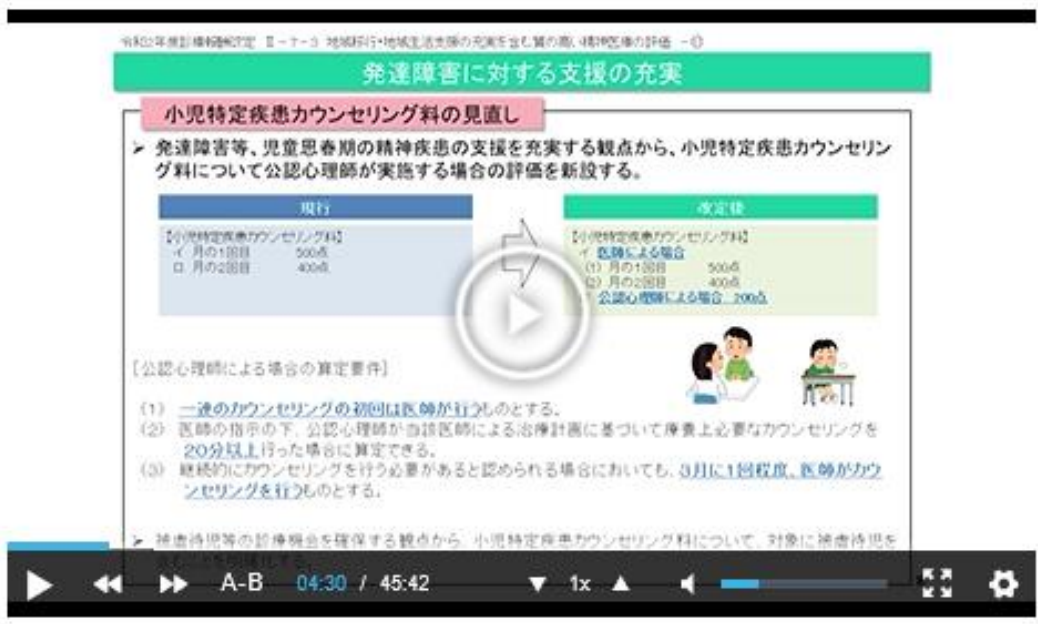 令和2年度診療報酬改定 Ⅱ-7-3 地域移行・地域生活支援の充実を含む質の高い精神医療の評価 -⑥
発達障害に対する支援の充実
小児特定疾患カウンセリング料の見直し
➢ 発達障害等、児童思春期の精神疾患の支援を充実する観点から、小児特定疾患カウンセリン
グ料について公認心理師が実施する場合の評価を新設する。
現行
【小児特定疾患カウンセリング料】
イ 月の1回目 500点
ロ 月の2回目 400点
改定後
【小児特定疾患カウンセリング料】
イ 医師による場合
(1) 月の1回目 500点
(2) 月の2回目 400点
公認心理師による場合 200点
[公認心理師による場合の算定要件]
(1) 一連のカウンセリングの初回は医師が行うものとする。
(2) 医師の指示の下、公認心理師が当該医師による治療計画に基づいて療養上必要なカウンセリングを
20分以上行った場合に算定できる。
(3) 継続的にカウンセリングを行う必要があると認められる場合においても、3月に1回程度、医師がカウ
ンセリングを行うものとする。
➢ 被虐待児等の診療機会を確保する観点から、小児特定疾患カウンセリング料について、対象に被虐待児を
A-B 04:30 / 45:42 1x